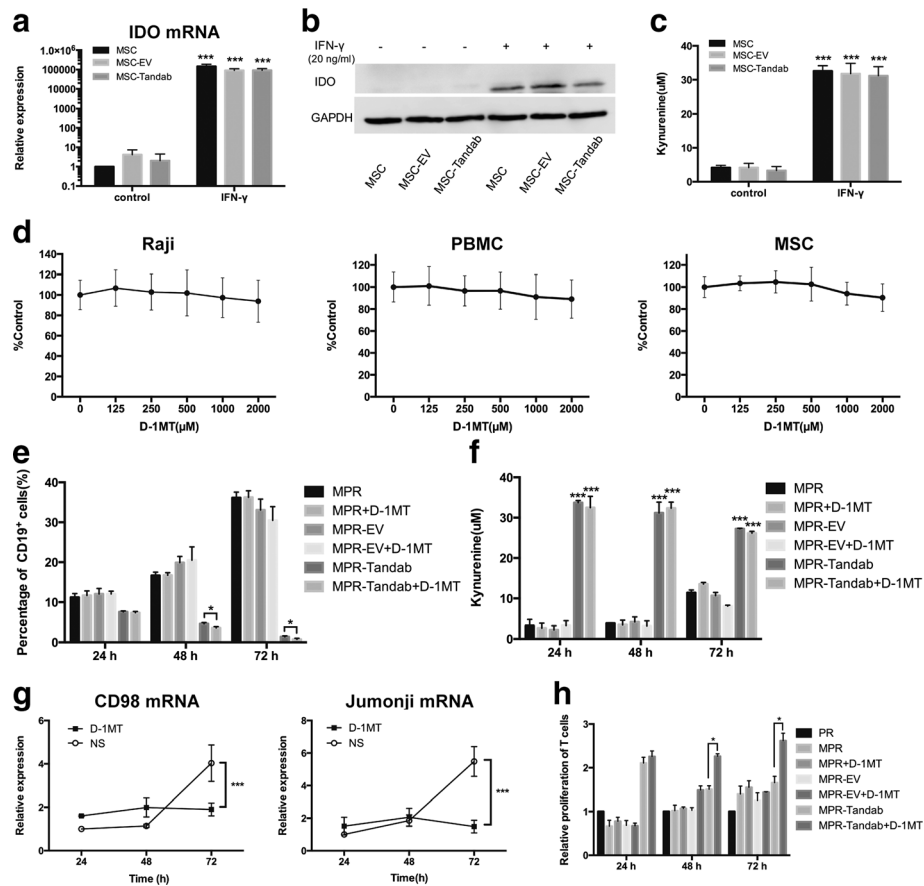 a
IDO mRNA
MSC
MSC-EV
MSC-Tandab
Relative expression
1.0×10⁶
100000
10000
1000
100
10
1
0.1
*** *** ***
control
IFN-γ
b
IFN-γ
(20 ng/ml)
- - - + + +
IDO
GAPDH
MSC
MSC-EV
MSC-Tandab
MSC
MSC-EV
MSC-Tandab
c
MSC
MSC-EV
MSC-Tandab
Kynurenine(uM)
60
40
20
0
*** *** ***
control
IFN-γ
d
Raji
%Control
140
120
100
80
60
40
20
0
0 125 250 500 1000 2000
D-1MT(μM)
PBMC
%Control
120
100
80
60
40
20
0
0 125 250 500 1000 2000
D-1MT(μM)
MSC
%Control
120
100
80
60
40
20
0
0 125 250 500 1000 2000
D-1MT(μM)
e
Percentage of CD19⁺ cells(%)
40
30
20
10
0
*
*
24 h
48 h
72 h
MPR
MPR+D-1MT
MPR-EV
MPR-EV+D-1MT
MPR-Tandab
MPR-Tandab+D-1MT
f
Kynurenine(uM)
40
30
20
10
0
*** ***
*** ***
*** ***
24 h
48 h
72 h
MPR
MPR+D-1MT
MPR-EV
MPR-EV+D-1MT
MPR-Tandab
MPR-Tandab+D-1MT
g
CD98 mRNA
D-1MT
NS
Relative expression
6
4
2
0
***
24 48 72
Time (h)
Jumonji mRNA
D-1MT
NS
Relative expression
8
6
4
2
0
***
24 48 72
Time(h)
h
Relative proliferation of T cells
3
2
1
0
*
*
24 h
48 h
72 h
PR
MPR
MPR+D-1MT
MPR-EV
MPR-EV+D-1MT
MPR-Tandab
MPR-Tandab+D-1MT